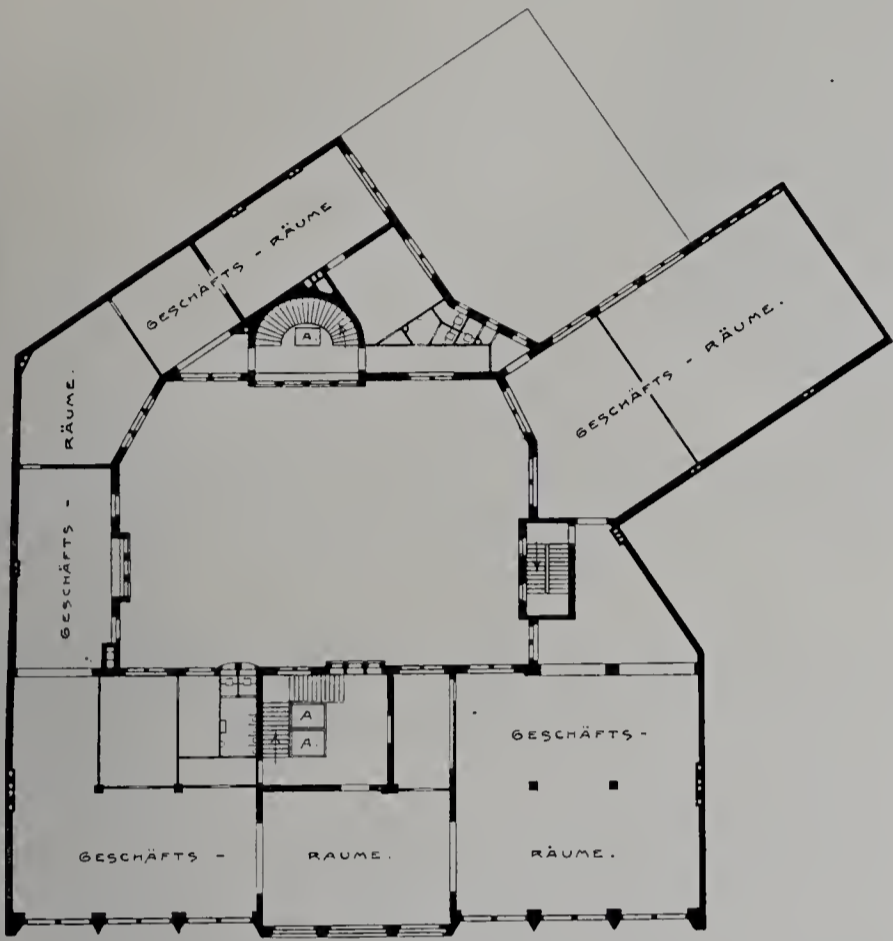 GESCHÄFTS - RÄUME
A.
GESCHÄFTS - RÄUME.
RÄUME.
GESCHÄFTS -
A
A.
GESCHÄFTS -
RÄUME.
GESCHÄFTS - RAUME.